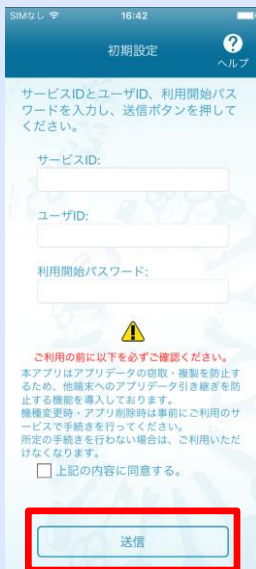 SIMなし 16:42
初期設定
?
ヘルプ
サービスIDとユーザID、利用開始パス
ワードを入力し、送信ボタンを押して
ください。
サービスID:
ユーザID:
利用開始パスワード:
ご利用の前に以下を必ずご確認ください。
本アプリはアプリデータの窃取・複製を防止す
るため、他端末へのアプリデータ引き継ぎを防
止する機能を導入しております。
機種変更時・アプリ削除時は事前にご利用のサ
ービスで手続きを行ってください。
所定の手続きを行わない場合は、ご利用いただ
けなくなります。
上記の内容に同意する。
送信